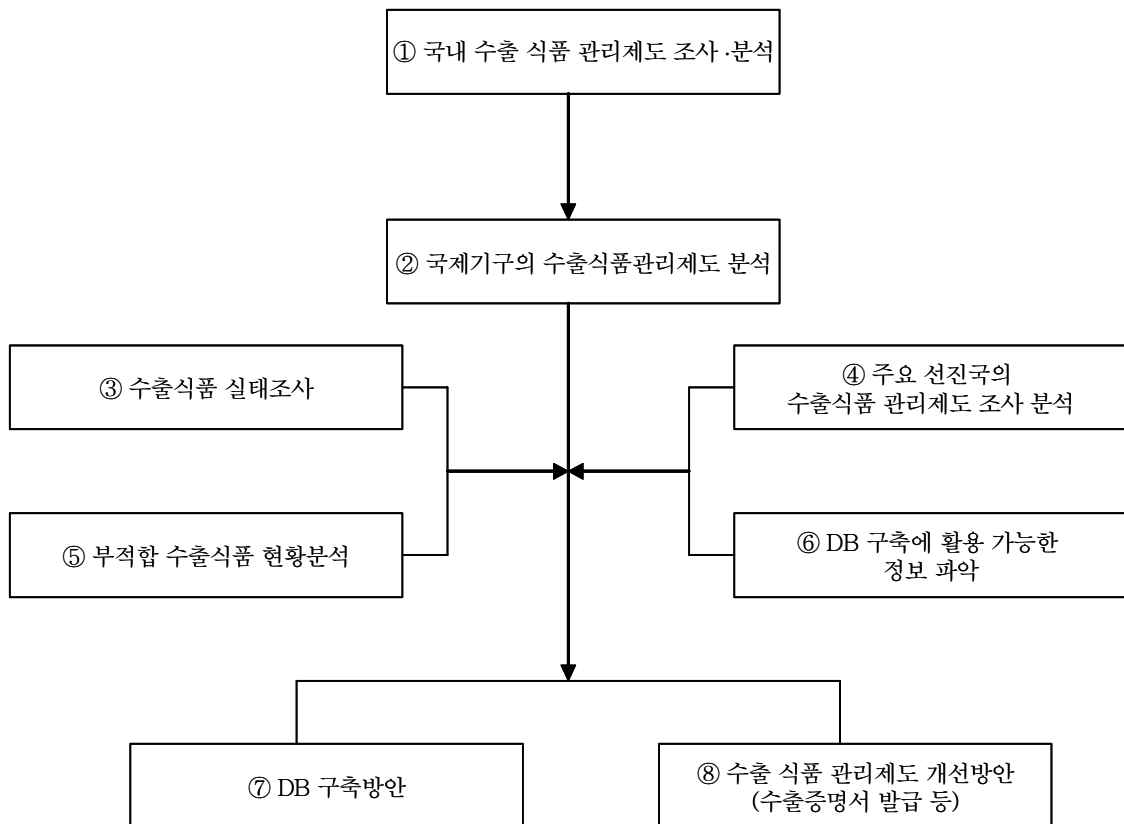 ① 국내 수출 식품 관리제도 조사·분석
② 국제기구의 수출식품관리제도 분석
③ 수출식품 실태조사
④ 주요 선진국의
수출식품 관리제도 조사 분석
⑤ 부적합 수출식품 현황분석
⑥ DB 구축에 활용 가능한
정보 파악
⑦ DB 구축방안
⑧ 수출 식품 관리제도 개선방안
(수출증명서 발급 등)